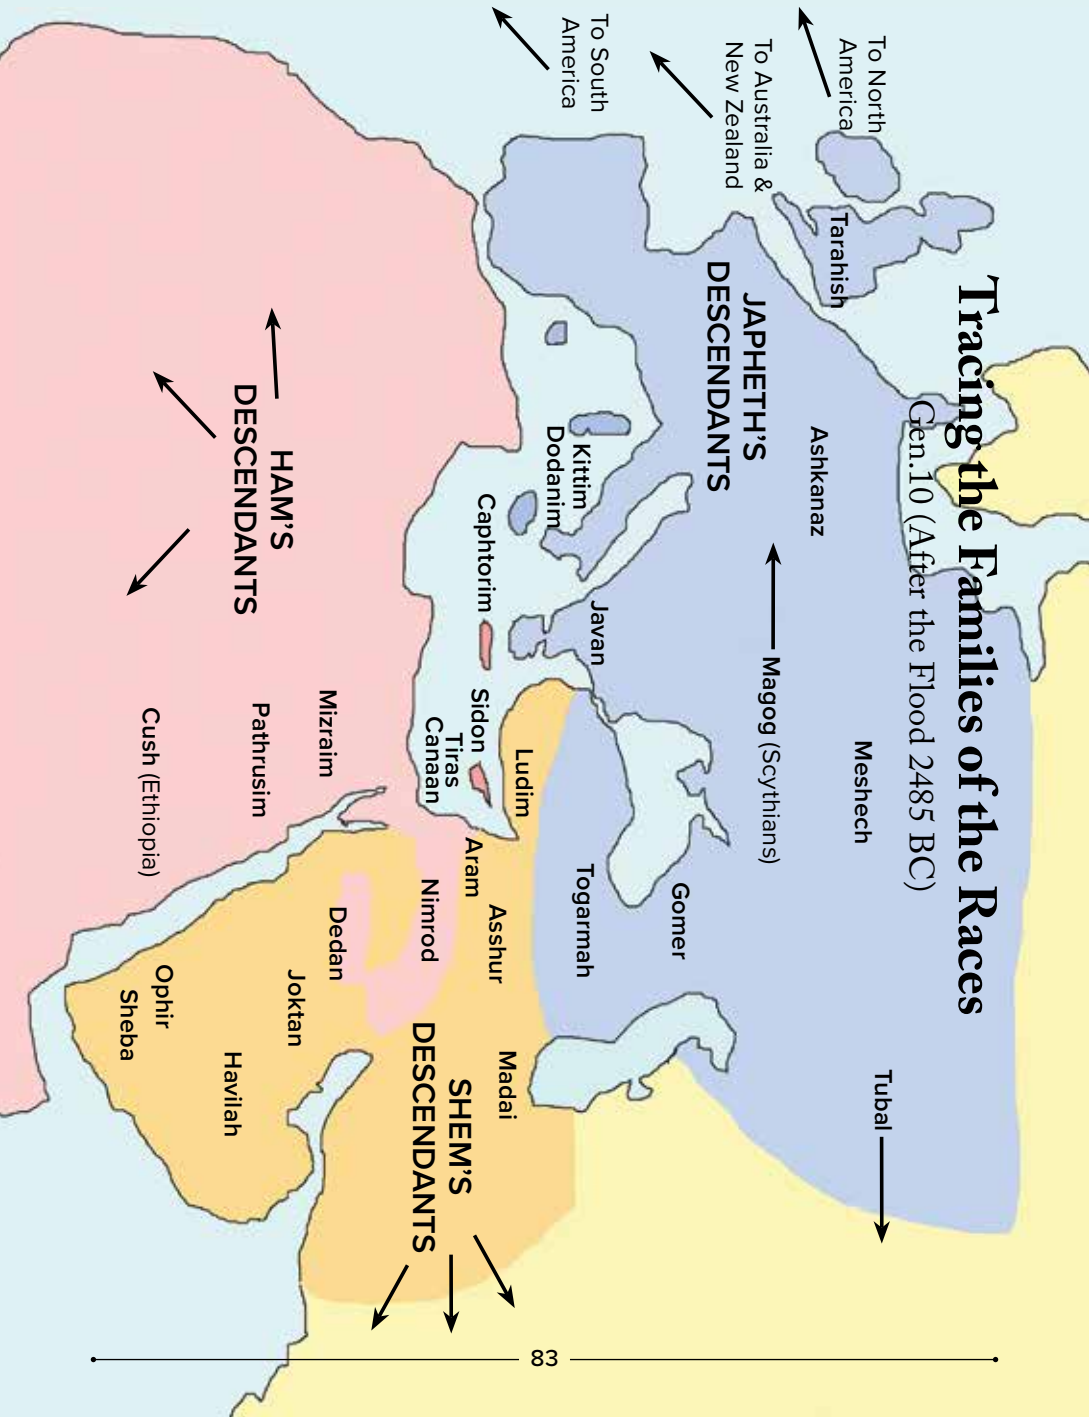 Tracing the Families of the Races
Gen.10 (After the Flood 2485 BC)
To North
America
To Australia &
New Zealand
To South
America
Tarahish
JAPHETH'S
DESCENDANTS
Ashkanaz
Magog (Scythians)
Meshech
Tubal
Gomer
Togarmah
Javan
Kittim
Dodanim
Caphtorim
Sidon
Tiras
Canaan
Ludim
Aram
Asshur
Madai
Nimrod
SHEM'S
DESCENDANTS
Dedan
Joktan
Havilah
Ophir
Sheba
HAM'S
DESCENDANTS
Mizraim
Pathrusim
Cush (Ethiopia)
83